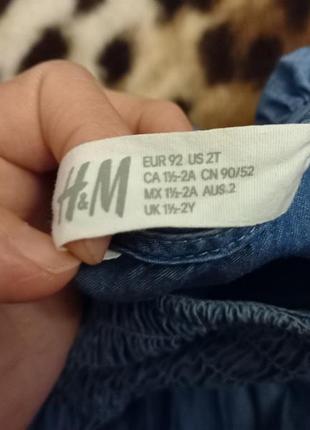 H&M
EUR 92 US 2T
CA 1½-2A CN 90/52
MX 1½-2A AUS.2
UK 1½-2Y